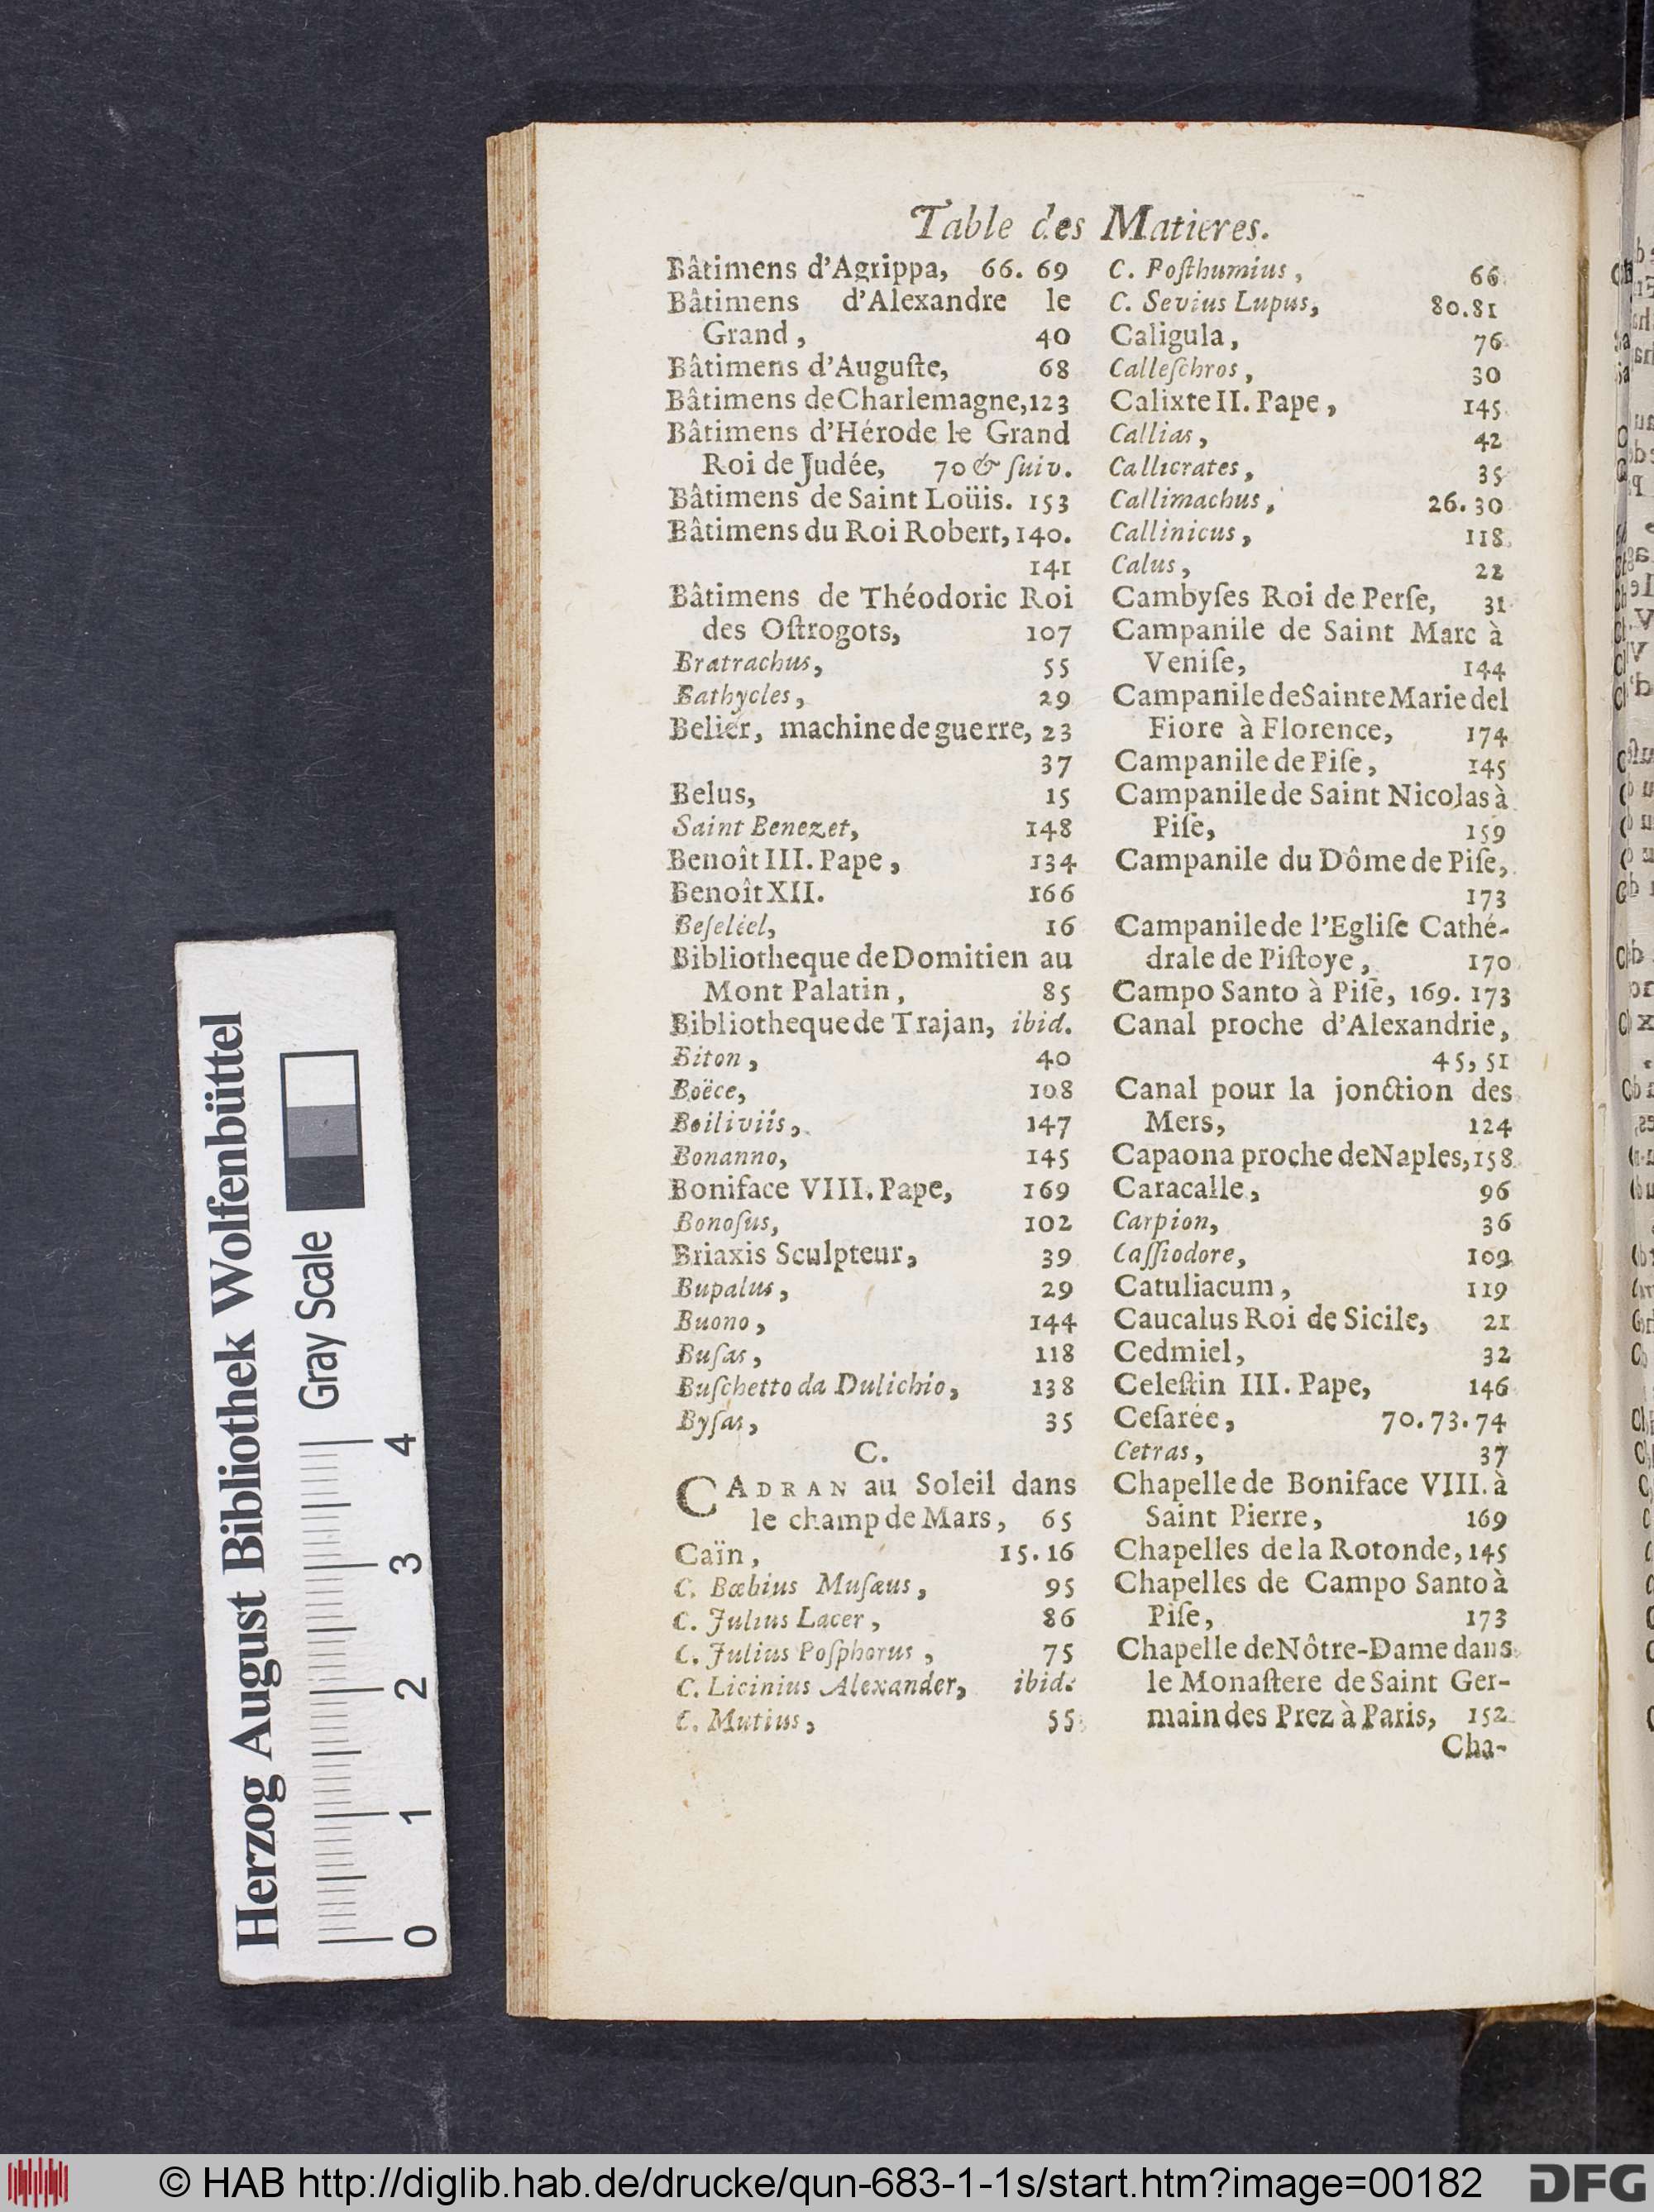 Table des Matieres.
Bâtimens d'Agrippa, 66. 69
Bâtimens d'Alexandre le
Grand, 40
Bâtimens d'Auguſte, 68
Bâtimens de Charlemagne, 123
Bâtimens d'Hérode le Grand
Roi de Judée, 70 & ſuiv.
Bâtimens de Saint Loüis. 153
Bâtimens du Roi Robert, 140.
141
Bâtimens de Théodoric Roi
des Oſtrogots, 107
Bratrachus, 55
Bathycles, 29
Belier, machine de guerre, 23
37
Belus, 15
Saint Benezet, 148
Benoît III. Pape, 134
Benoît XII. 166
Beſeliel, 16
Bibliotheque de Domitien au
Mont Palatin, 85
Bibliotheque de Trajan, ibid.
Biton, 40
Boëce, 108
Boiliviis, 147
Bonanno, 145
Boniface VIII. Pape, 169
Bonoſus, 102
Briaxis Sculpteur, 39
Bupalus, 29
Buono, 144
Buſas, 118
Buſchetto da Dulichio, 138
Byſas, 35
C.
CADRAN au Soleil dans
le champ de Mars, 65
Caïn, 15. 16
C. Bæbius Muſæus, 95
C. Julius Lacer, 86
C. Julius Poſphorus, 75
C. Licinius Alexander, ibid.
C. Mutius, 55
C. Poſthumius, 66
C. Sevius Lupus, 80. 81
Caligula, 76
Calleſchros, 30
Calixte II. Pape, 145
Callias, 42
Callicrates, 35
Callimachus, 26. 30
Callinicus, 118
Calus, 22
Cambyſes Roi de Perſe, 31
Campanile de Saint Marc à
Veniſe, 144
Campanile de Sainte Marie del
Fiore à Florence, 174
Campanile de Piſe, 145
Campanile de Saint Nicolas à
Piſe, 159
Campanile du Dôme de Piſe,
173
Campanile de l'Egliſe Cathé-
drale de Piſtoye, 170
Campo Santo à Piſe, 169. 173
Canal proche d'Alexandrie,
45, 51
Canal pour la jonction des
Mers, 124
Capaona proche de Naples, 158
Caracalle, 96
Carpion, 36
Caſſiodore, 109
Catuliacum, 119
Caucalus Roi de Sicile, 21
Cedmiel, 32
Celeſtin III. Pape, 146
Ceſarée, 70. 73. 74
Cetras, 37
Chapelle de Boniface VIII. à
Saint Pierre, 169
Chapelles de la Rotonde, 145
Chapelles de Campo Santo à
Piſe, 173
Chapelle de Nôtre-Dame dans
le Monaſtere de Saint Ger-
main des Prez à Paris, 152
Cha-
Herzog August Bibliothek Wolfenbüttel
Gray Scale
0 1 2 3 4
© HAB http://diglib.hab.de/drucke/qun-683-1-1s/start.htm?image=00182
DFG